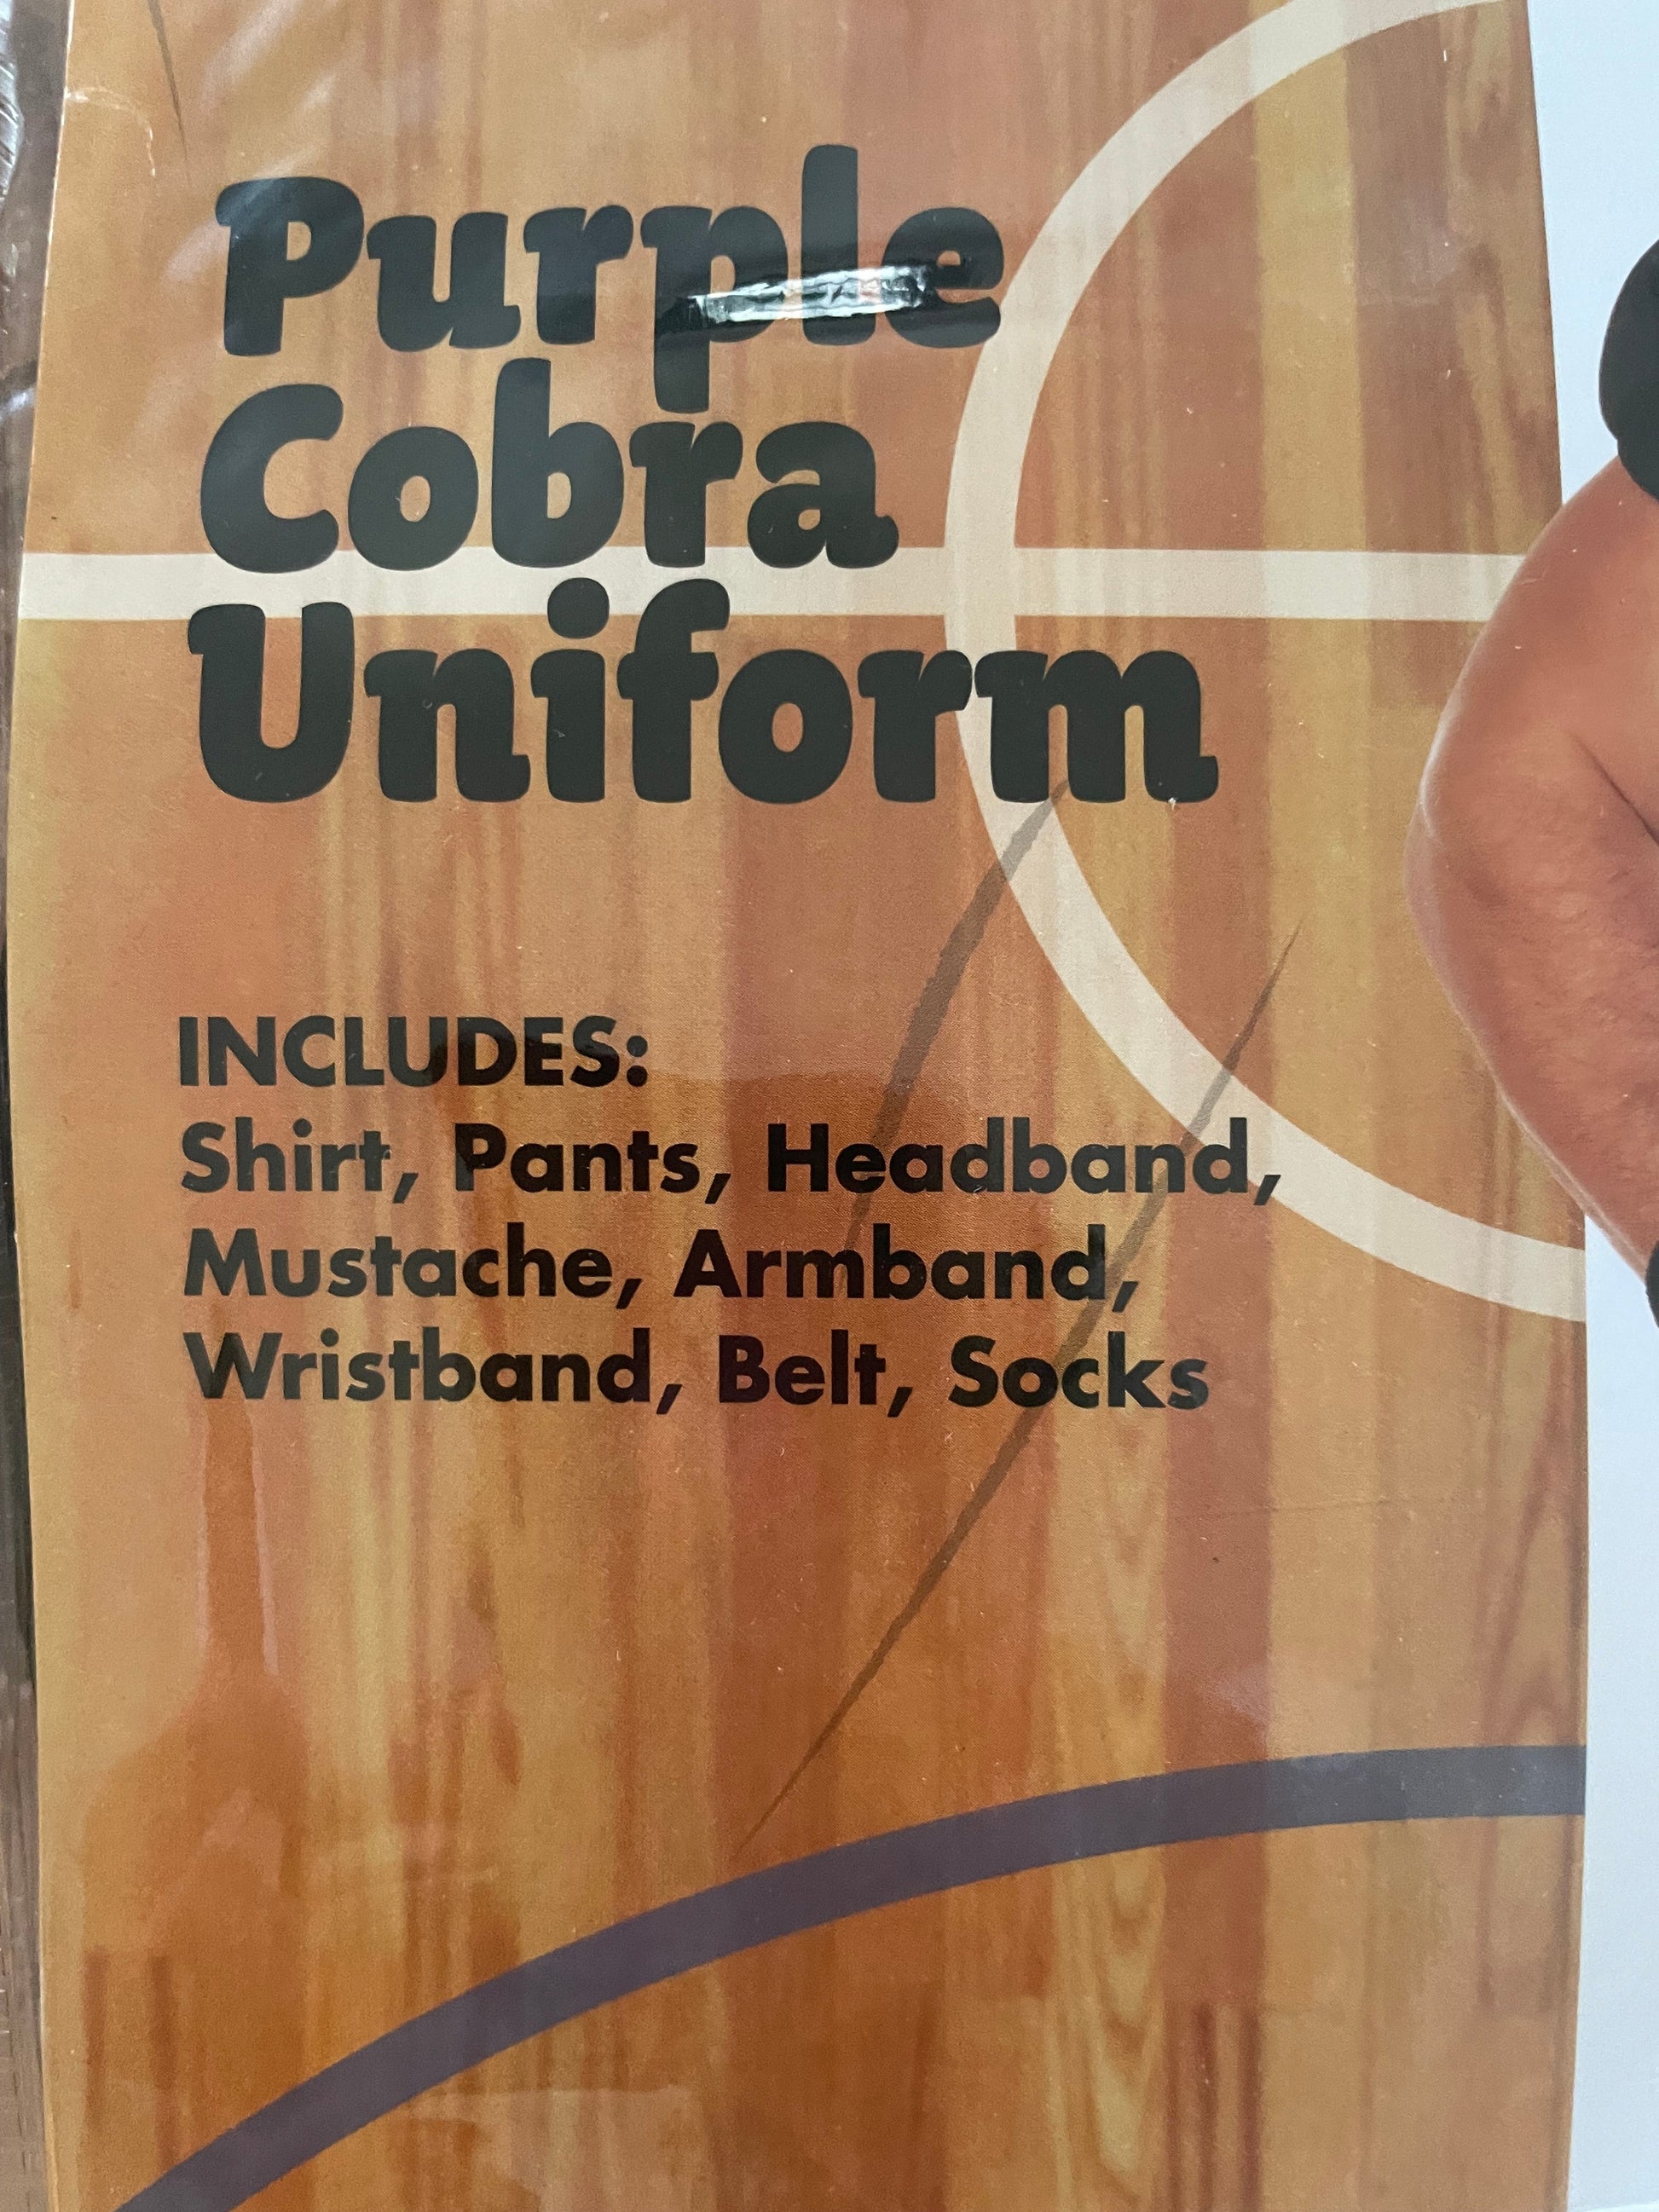 Purple
Cobra
Uniform
INCLUDES:
Shirt, Pants, Headband,
Mustache, Armband,
Wristband, Belt, Socks